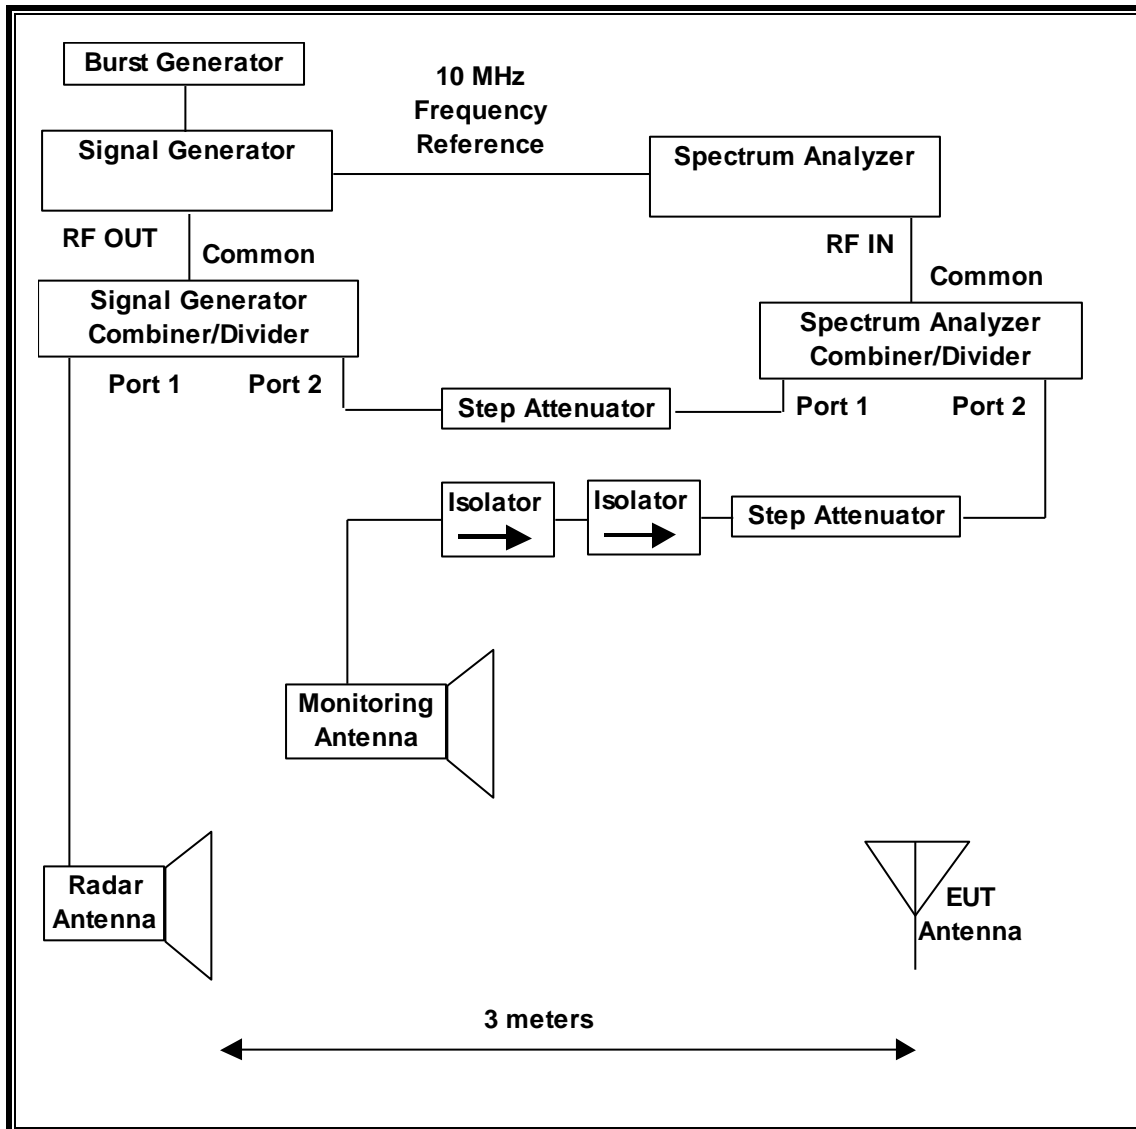 Burst Generator
10 MHz
Frequency
Reference
Signal Generator
Spectrum Analyzer
RF OUT
Common
RF IN
Common
Signal Generator
Combiner/Divider
Spectrum Analyzer
Combiner/Divider
Port 1
Port 2
Step Attenuator
Port 1
Port 2
Isolator
Isolator
Step Attenuator
Monitoring
Antenna
Radar
Antenna
EUT
Antenna
3 meters